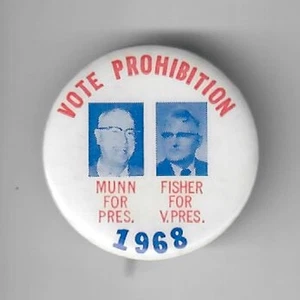 VOTE PROHIBITION
MUNN
FOR
PRES.
FISHER
FOR
V.PRES.
1968